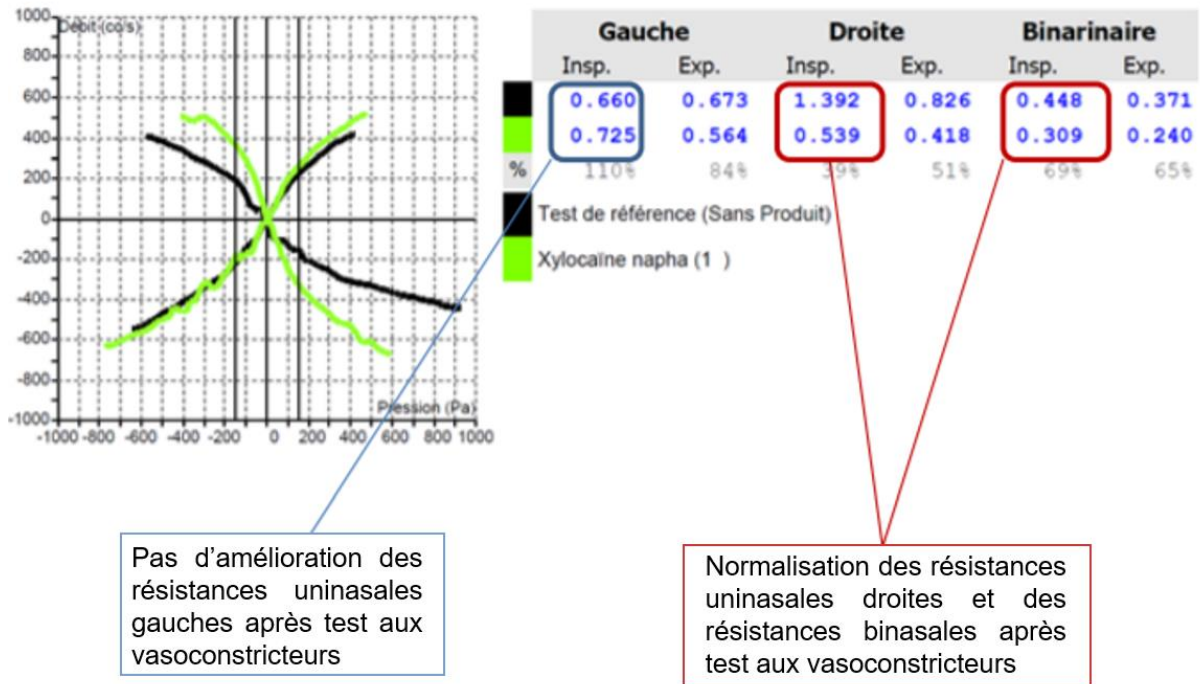 1000
Débit (cc/s)
800
600
400
200
0
-200
-400
-600
-800
-1000
Pression (Pa)
-1000 -800 -600 -400 -200 0 200 400 600 800 1000
Gauche Droite Binarinaire
Insp. Exp. Insp. Exp. Insp. Exp.
0.660 0.673 1.392 0.826 0.448 0.371
0.725 0.564 0.539 0.418 0.309 0.240
% 110% 84% 39% 51% 69% 65%
Test de référence (Sans Produit)
Xylocaïne napha (1 )
Pas d’amélioration des
résistances uninasales
gauches après test aux
vasoconstricteurs
Normalisation des résistances
uninasales droites et des
résistances binasales après
test aux vasoconstricteurs